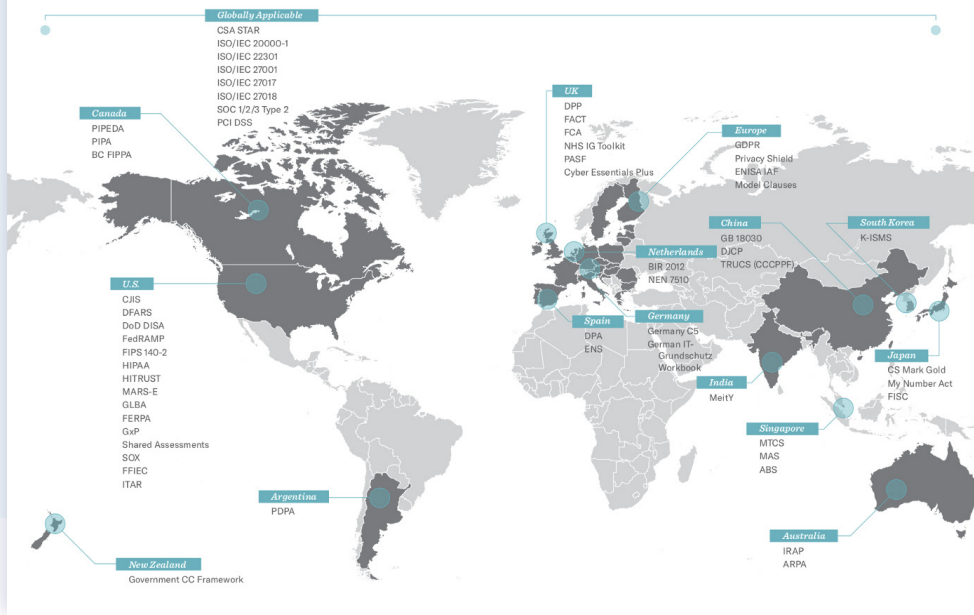 Globally Applicable
CSA STAR
ISO/IEC 20000-1
ISO/IEC 22301
ISO/IEC 27001
ISO/IEC 27017
ISO/IEC 27018
SOC 1/2/3 Type 2
PCI DSS
Canada
PIPEDA
PIPA
BC FIPPA
UK
DPP
FACT
FCA
NHS IG Toolkit
PASF
Cyber Essentials Plus
Europe
GDPR
Privacy Shield
ENISA IAF
Model Clauses
China
GB 18030
DJCP
TRUCS (CCCPPF)
South Korea
K-ISMS
Netherlands
BIR 2012
NEN 7510
U.S.
CJIS
DFARS
DoD DISA
FedRAMP
FIPS 140-2
HIPAA
HITRUST
MARS-E
GLBA
FERPA
GxP
Shared Assessments
SOX
FFIEC
ITAR
Spain
DPA
ENS
Germany
Germany C5
German IT-
Grundschutz
Workbook
India
MeitY
Japan
CS Mark Gold
My Number Act
FISC
Singapore
MTCS
MAS
ABS
Argentina
PDPA
Australia
IRAP
ARPA
New Zealand
Government CC Framework